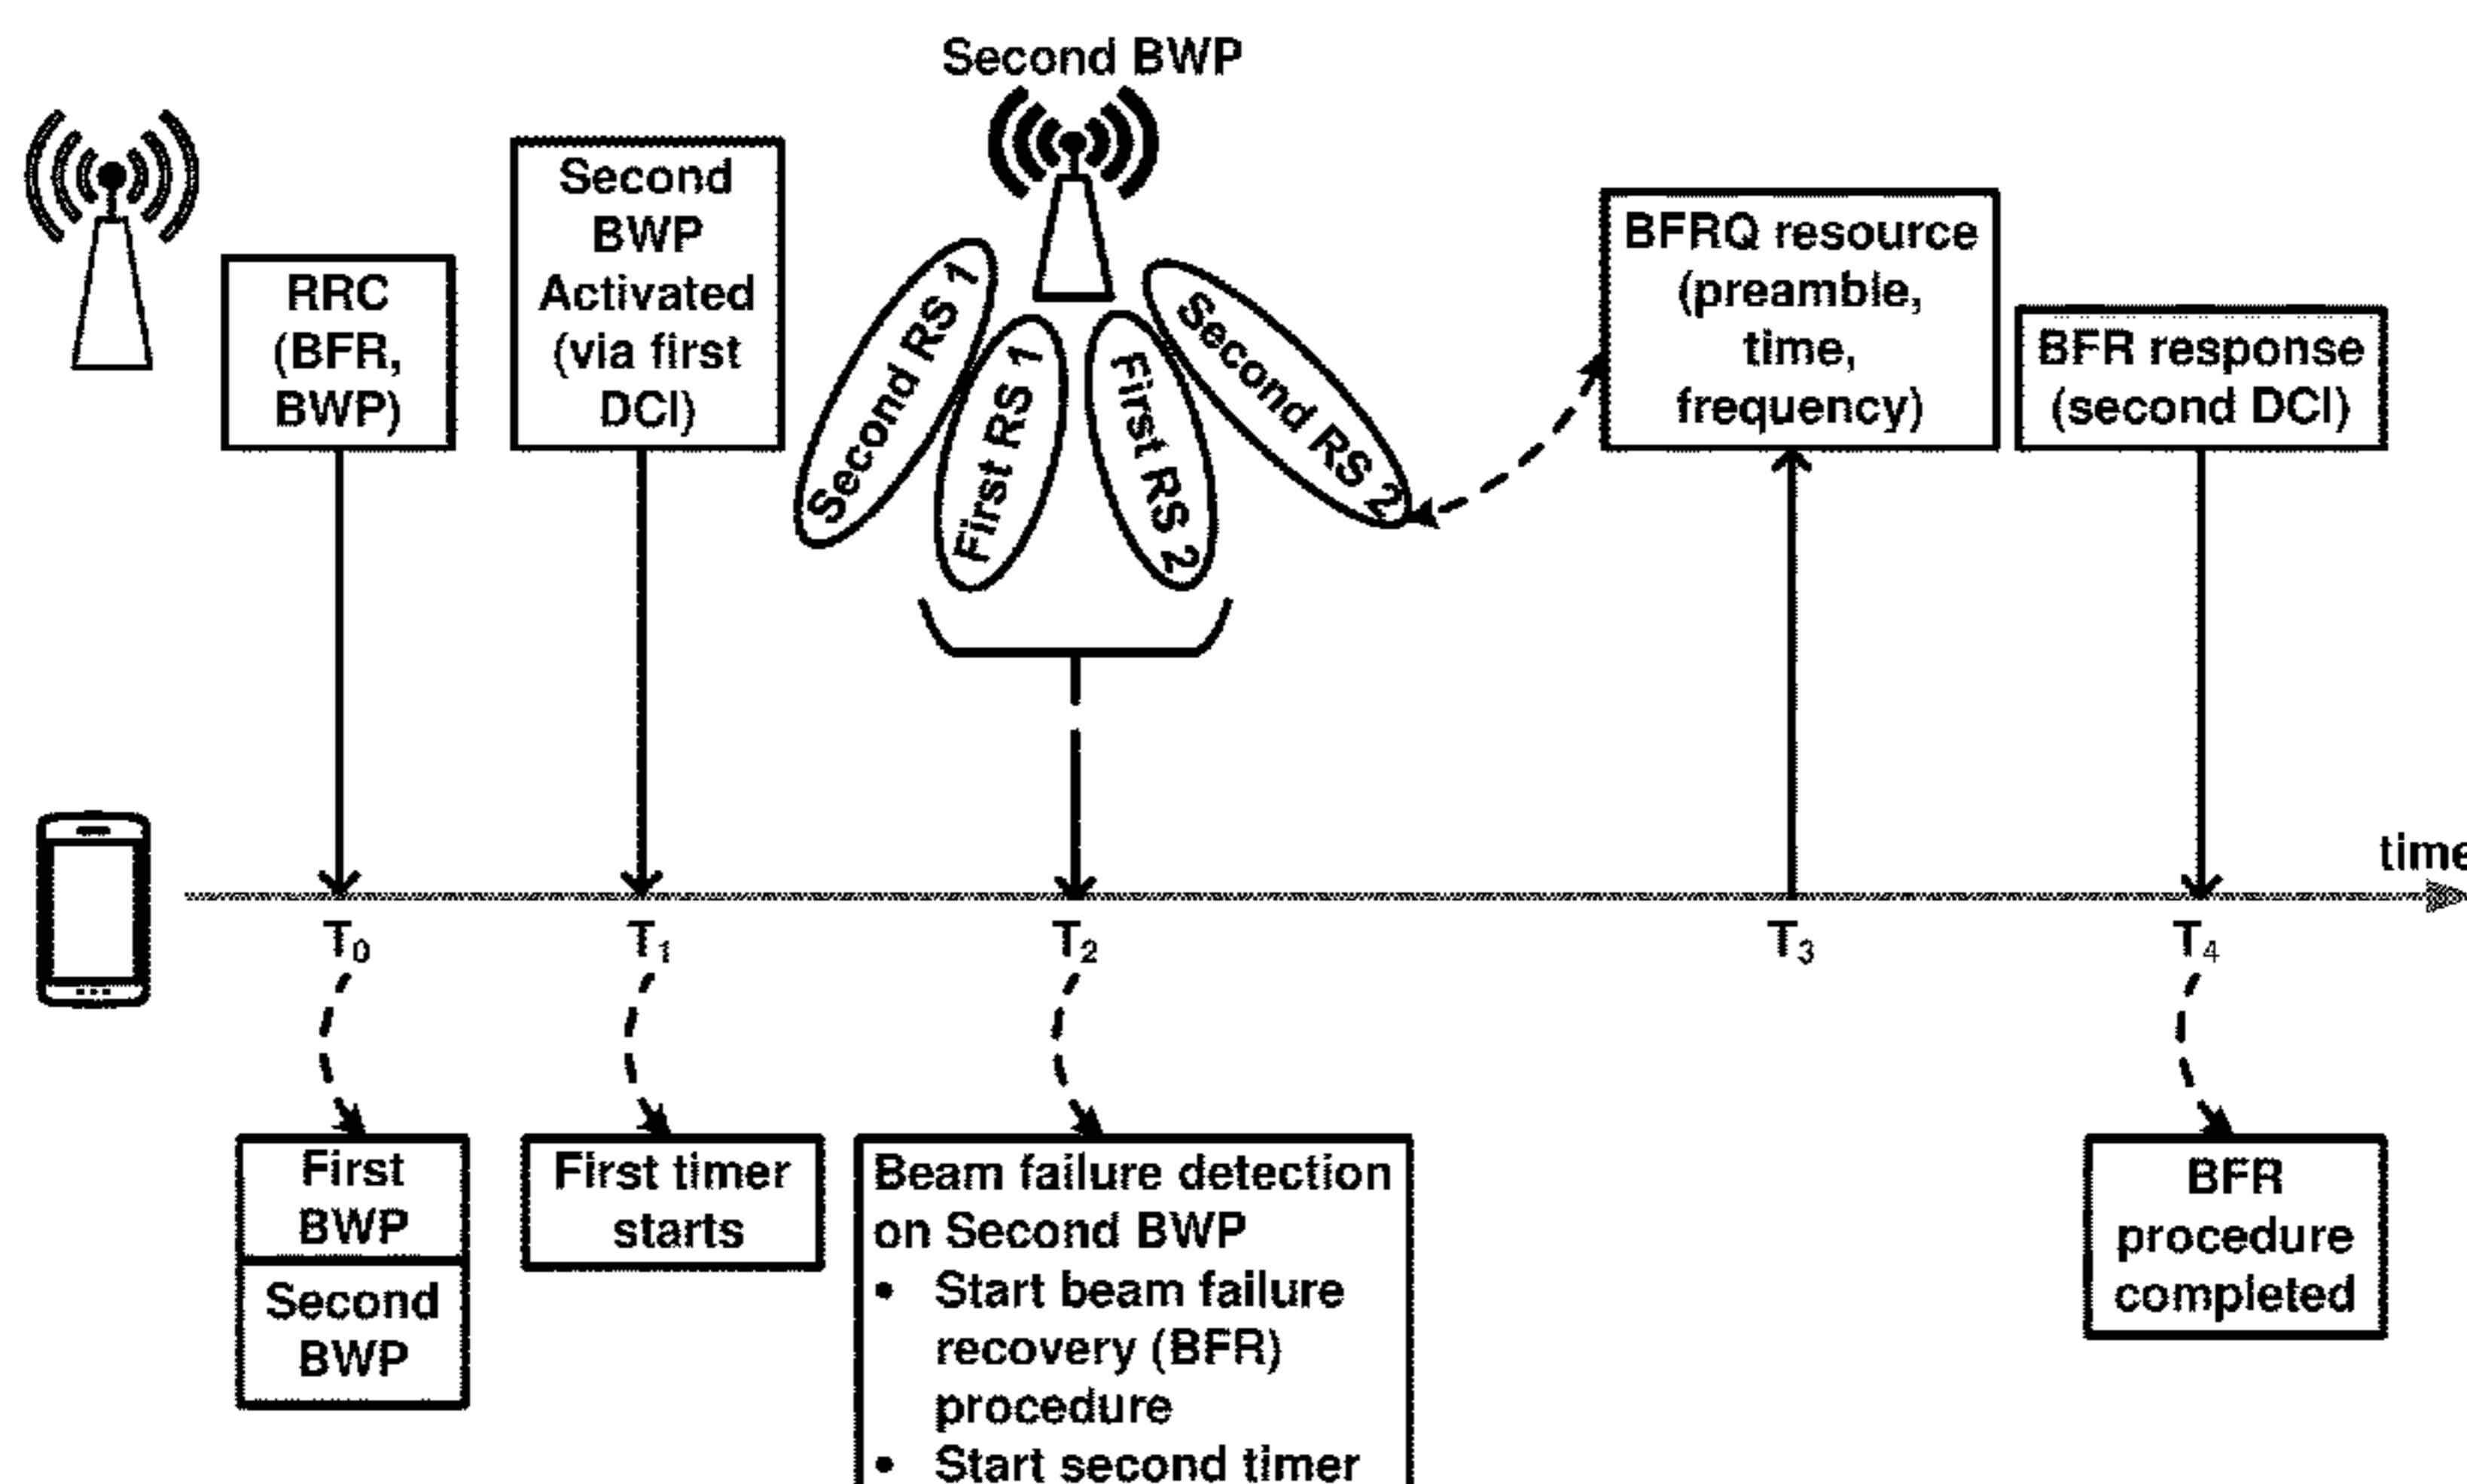 Second BWP
RRC
(BFR,
BWP)
Second
BWP
Activated
(via first
DCI)
Second RS 1
First RS 1
First RS 2
Second RS 2
BFRQ resource
(preamble,
time,
frequency)
BFR response
(second DCI)
time
T0
T1
T2
T3
T4
First
BWP
Second
BWP
First timer
starts
Beam failure detection
on Second BWP
• Start beam failure
recovery (BFR)
procedure
• Start second timer
BFR
procedure
completed